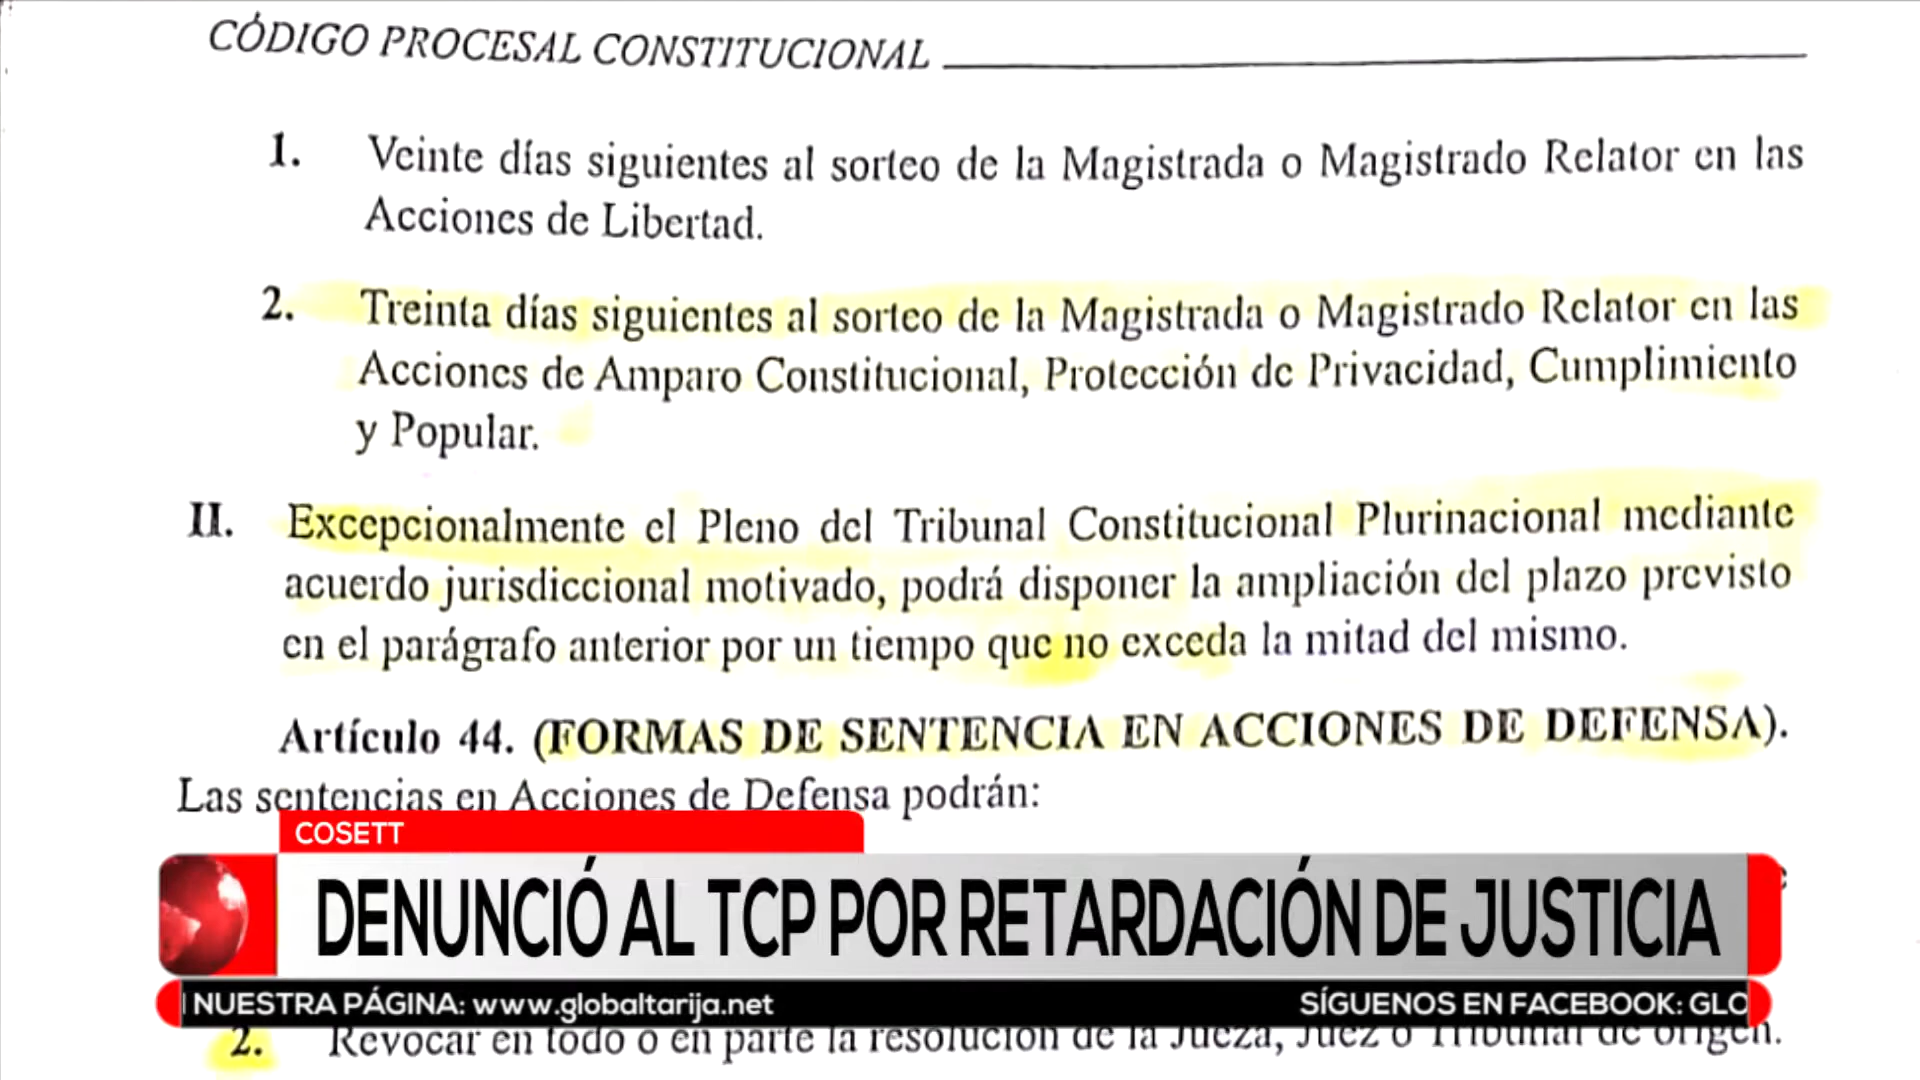 CÓDIGO PROCESAL CONSTITUCIONAL
1. Veinte días siguientes al sorteo de la Magistrada o Magistrado Relator en las
Acciones de Libertad.
2. Treinta días siguientes al sorteo de la Magistrada o Magistrado Relator en las
Acciones de Amparo Constitucional, Protección de Privacidad, Cumplimiento
y Popular.
II. Excepcionalmente el Pleno del Tribunal Constitucional Plurinacional mediante
acuerdo jurisdiccional motivado, podrá disponer la ampliación del plazo previsto
en el parágrafo anterior por un tiempo que no exceda la mitad del mismo.
Artículo 44. (FORMAS DE SENTENCIA EN ACCIONES DE DEFENSA).
Las sentencias en Acciones de Defensa podrán:
COSETT
DENUNCIÓ AL TCP POR RETARDACIÓN DE JUSTICIA
NUESTRA PÁGINA: www.globaltarija.net SÍGUENOS EN FACEBOOK: GLO
2. Revocar en todo o en parte la resolución de la Jueza, Juez o Tribunal de origen.